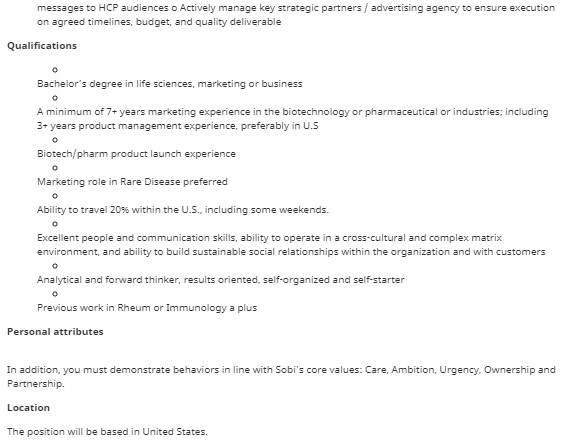 messages to HCP audiences o Actively manage key strategic partners / advertising agency to ensure execution
on agreed timelines, budget, and quality deliverable
Qualifications
o
Bachelor's degree in life sciences, marketing or business
o
A minimum of 7+ years marketing experience in the biotechnology or pharmaceutical or industries; including
3+ years product management experience, preferably in U.S
o
Biotech/pharm product launch experience
o
Marketing role in Rare Disease preferred
o
Ability to travel 20% within the U.S., including some weekends.
o
Excellent people and communication skills, ability to operate in a cross-cultural and complex matrix
environment, and ability to build sustainable social relationships within the organization and with customers
o
Analytical and forward thinker, results oriented, self-organized and self-starter
o
Previous work in Rheum or Immunology a plus
Personal attributes
In addition, you must demonstrate behaviors in line with Sobi's core values: Care, Ambition, Urgency, Ownership and
Partnership.
Location
The position will be based in United States.